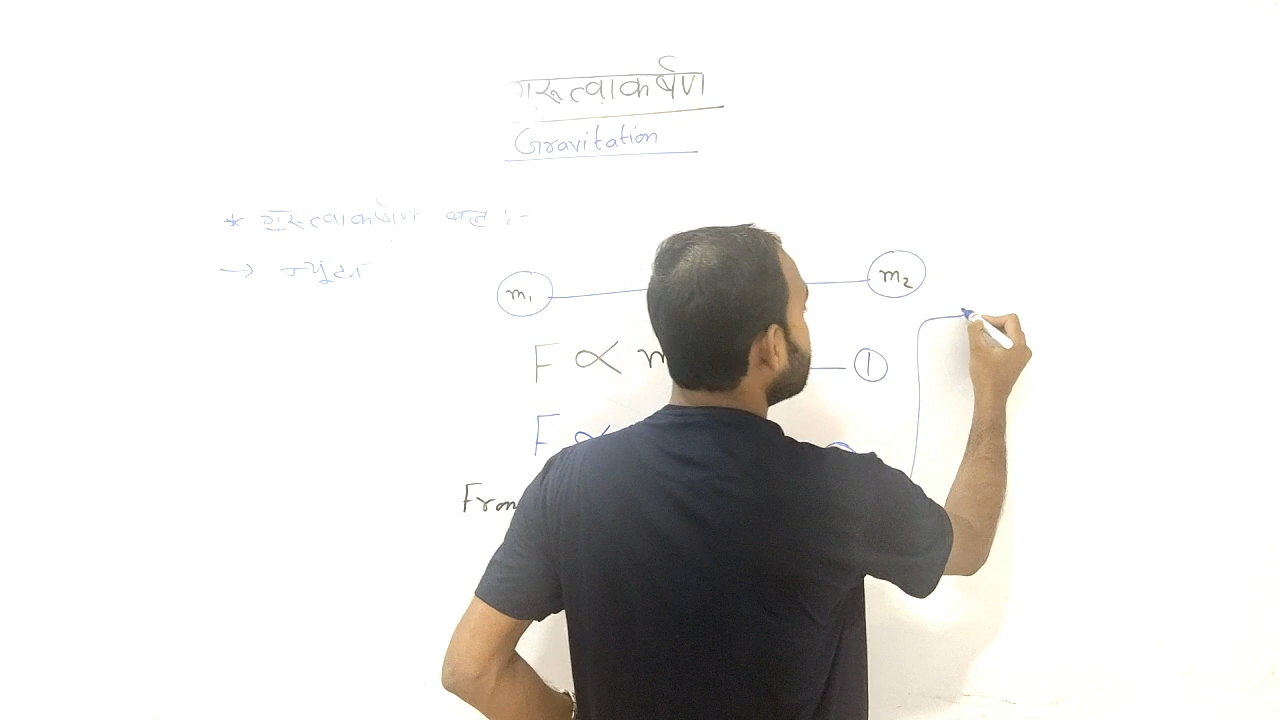 गुरूत्वाकर्षण
Gravitation
* गुरूत्वाकर्षण बल :-
→ न्यूटन
m₁ m₂
F ∝ m ①
F ∝
From